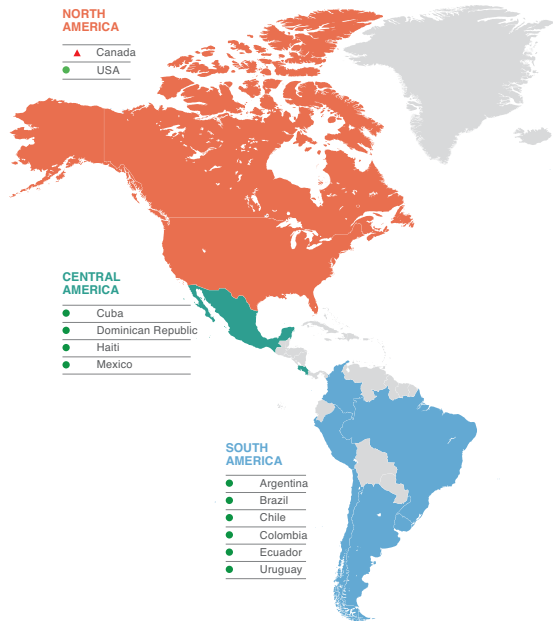 NORTH
AMERICA
Canada
USA
CENTRAL
AMERICA
Cuba
Dominican Republic
Haiti
Mexico
SOUTH
AMERICA
Argentina
Brazil
Chile
Colombia
Ecuador
Uruguay